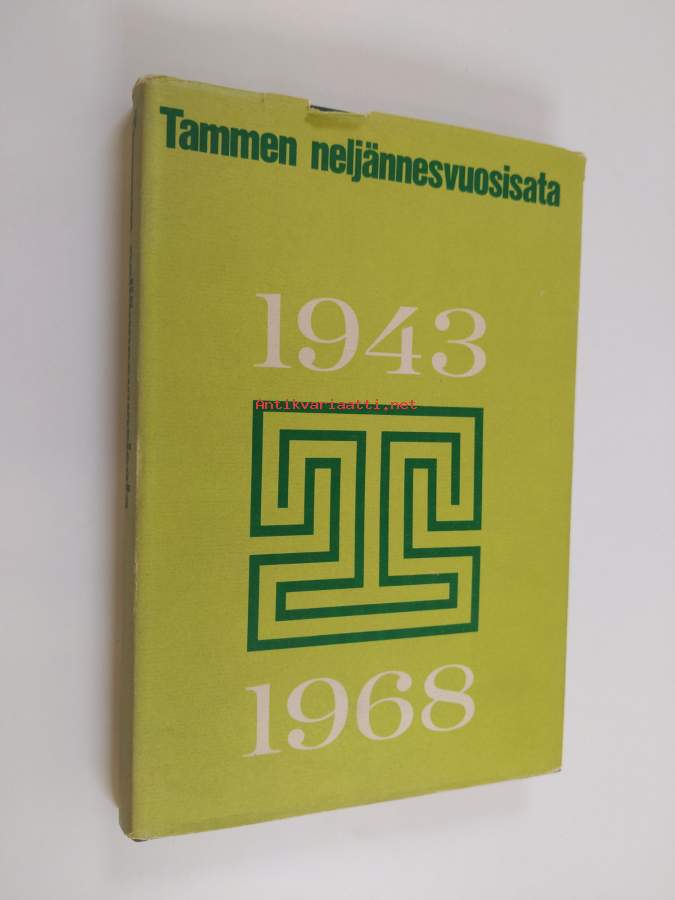 Tammen neljännesvuosisata
1943
Antikvariaatti.net
1968